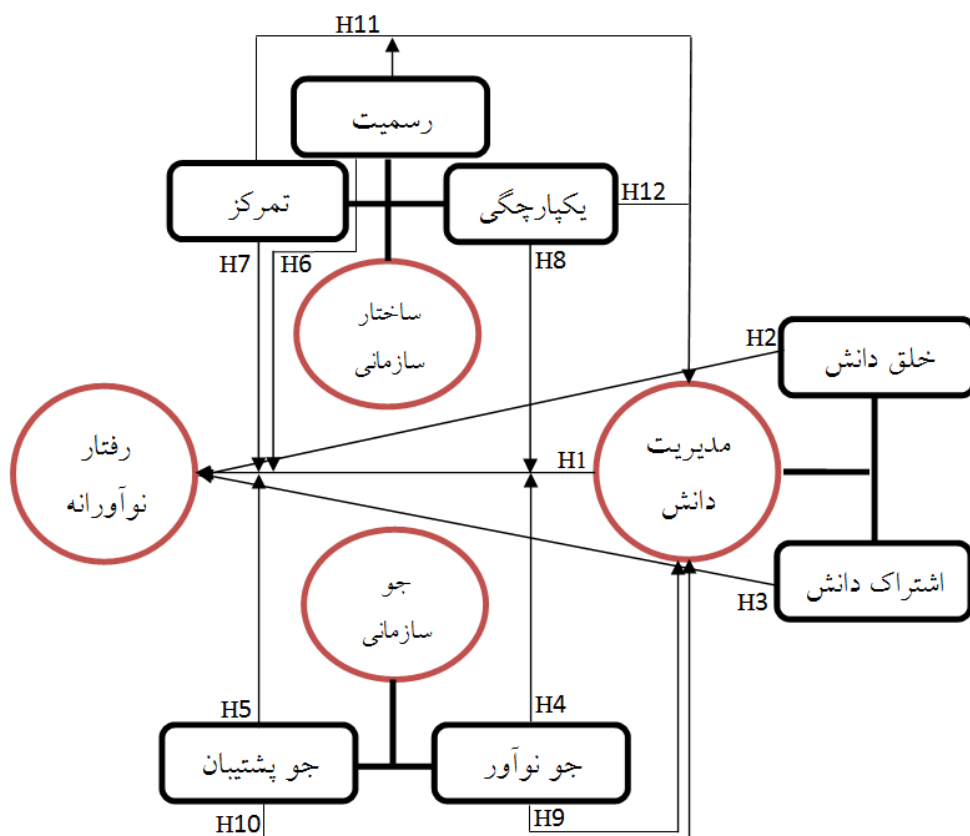 H11
رسمیت
تمرکز
یکپارچگی
H12
H7
H6
H8
ساختار
سازمانی
H2
خلق دانش
رفتار
نوآورانه
H1
مدیریت
دانش
جو
سازمانی
H3
اشتراک دانش
H5
H4
جو پشتیبان
جو نوآور
H10
H9